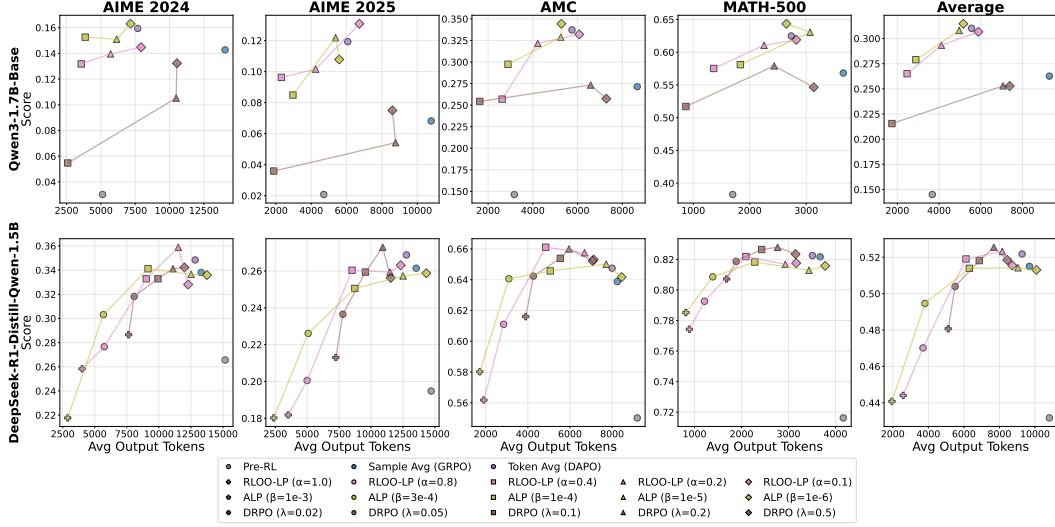 AIME 2024 AIME 2025 AMC MATH-500 Average
Qwen3-1.7B-Base
Score
0.16 0.14 0.12 0.10 0.08 0.06 0.04
2500 5000 7500 10000 12500
0.12 0.10 0.08 0.06 0.04 0.02
2000 4000 6000 8000 10000
0.350 0.325 0.300 0.275 0.250 0.225 0.200 0.175 0.150
2000 4000 6000 8000
0.65 0.60 0.55 0.50 0.45 0.40
1000 2000 3000
0.300 0.275 0.250 0.225 0.200 0.175 0.150
2000 4000 6000 8000
DeepSeek-R1-Distill-Qwen-1.5B
Score
0.36 0.34 0.32 0.30 0.28 0.26 0.24 0.22
2500 5000 7500 10000 12500 15000
0.26 0.24 0.22 0.20 0.18
2500 5000 7500 10000 12500 15000
0.66 0.64 0.62 0.60 0.58 0.56
2000 4000 6000 8000
0.82 0.80 0.78 0.76 0.74 0.72
1000 2000 3000 4000
0.52 0.50 0.48 0.46 0.44
2000 4000 6000 8000 10000
Avg Output Tokens Avg Output Tokens Avg Output Tokens Avg Output Tokens Avg Output Tokens
Pre-RL Sample Avg (GRPO) Token Avg (DAPO)
RLOO-LP (α=1.0) RLOO-LP (α=0.8) RLOO-LP (α=0.4) RLOO-LP (α=0.2) RLOO-LP (α=0.1)
ALP (β=1e-3) ALP (β=3e-4) ALP (β=1e-4) ALP (β=1e-5) ALP (β=1e-6)
DRPO (λ=0.02) DRPO (λ=0.05) DRPO (λ=0.1) DRPO (λ=0.2) DRPO (λ=0.5)